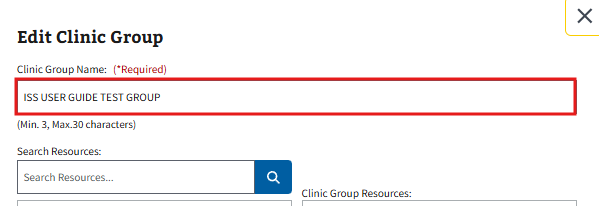 Edit Clinic Group
Clinic Group Name: (*Required)
ISS USER GUIDE TEST GROUP
(Min. 3, Max.30 characters)
Search Resources:
Search Resources...
Clinic Group Resources: